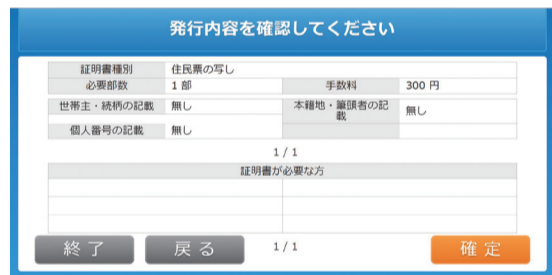 発行内容を確認してください
証明書種別 住民票の写し
必要部数 1 部 手数料 300 円
世帯主・続柄の記載 無し 本籍地・筆頭者の記載 無し
個人番号の記載 無し
1 / 1
証明書が必要な方
終了 戻る 1 / 1 確定